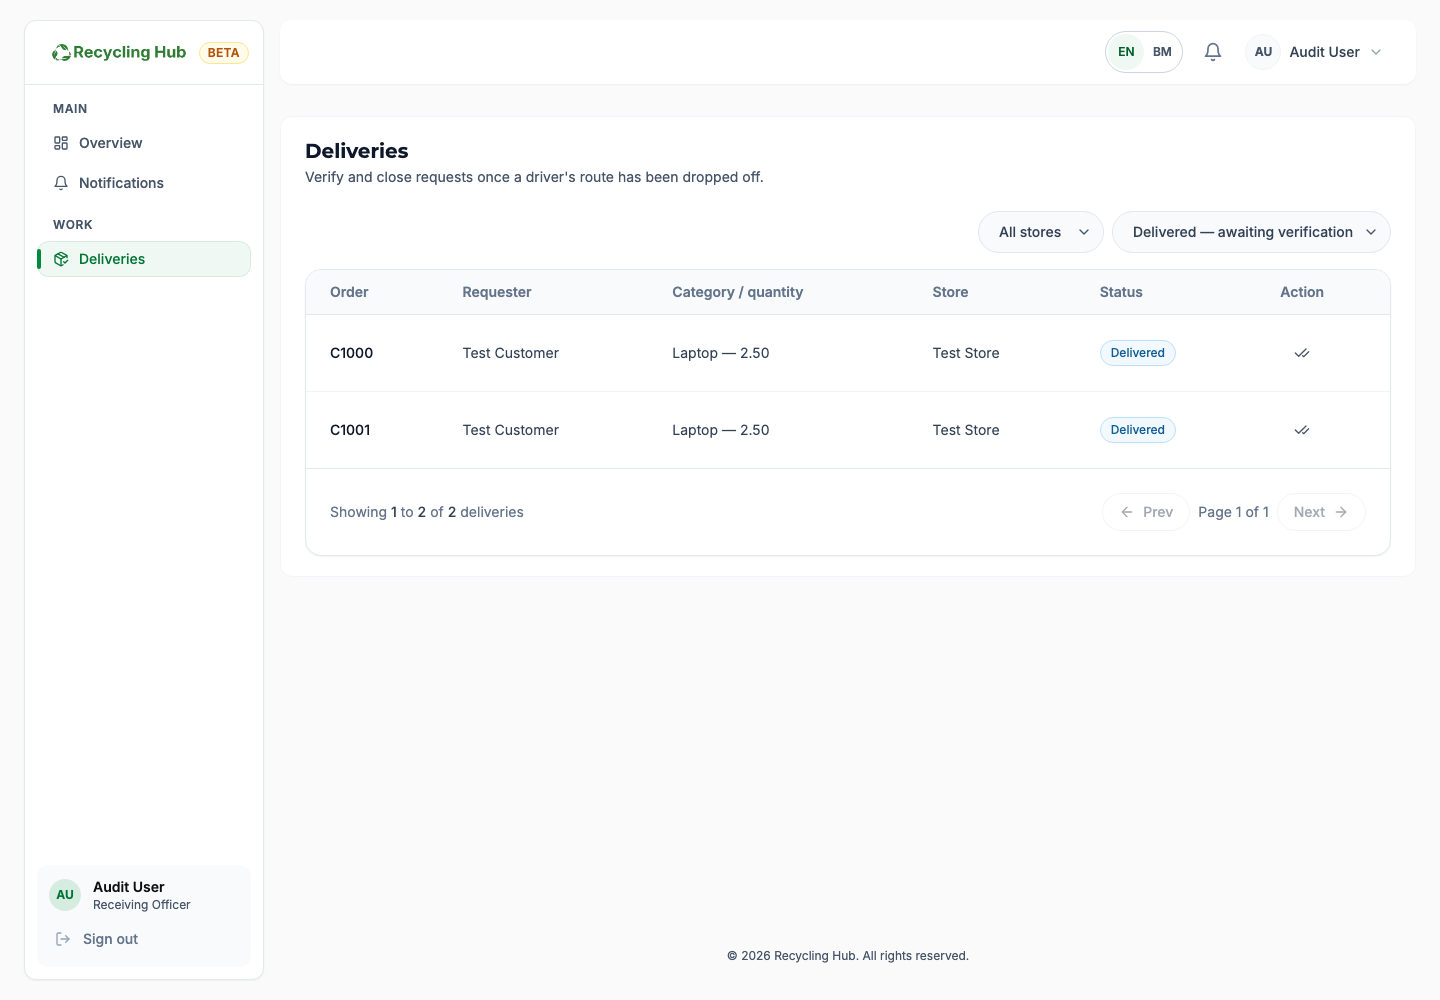 Recycling Hub BETA
EN BM AU Audit User
MAIN
Overview
Notifications
WORK
Deliveries
Deliveries
Verify and close requests once a driver's route has been dropped off.
All stores Delivered — awaiting verification
Order Requester Category / quantity Store Status Action
C1000 Test Customer Laptop — 2.50 Test Store Delivered
C1001 Test Customer Laptop — 2.50 Test Store Delivered
Showing 1 to 2 of 2 deliveries Prev Page 1 of 1 Next
AU Audit User
Receiving Officer
Sign out
© 2026 Recycling Hub. All rights reserved.